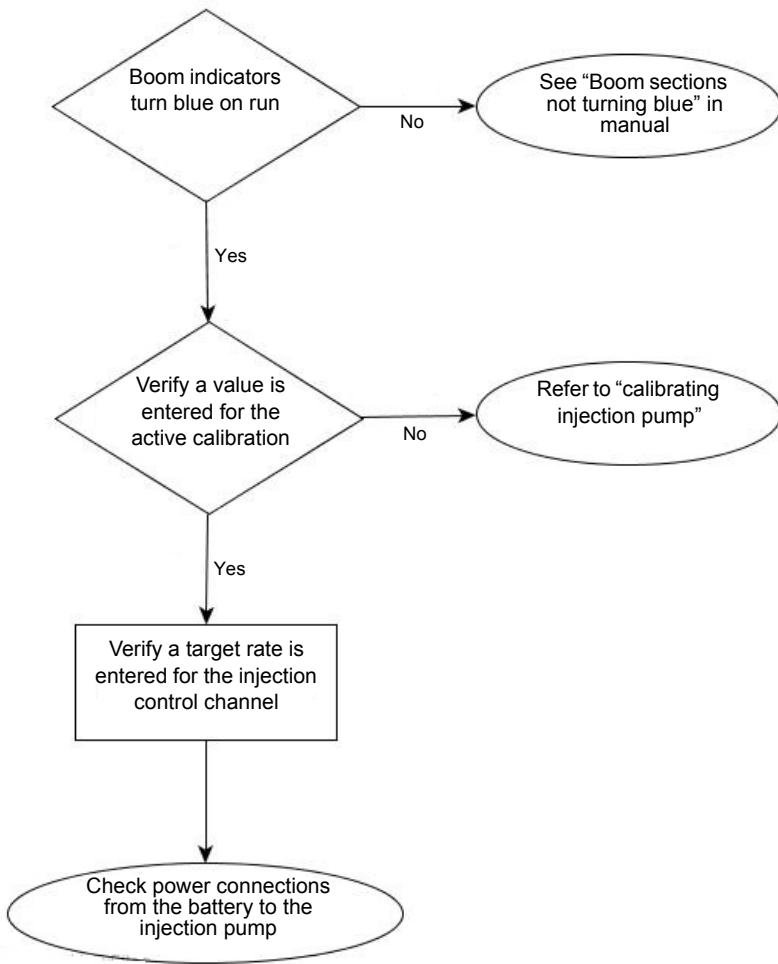 Boom indicators
turn blue on run
No
See “Boom sections
not turning blue” in
manual
Yes
Verify a value is
entered for the
active calibration
No
Refer to “calibrating
injection pump”
Yes
Verify a target rate is
entered for the injection
control channel
Check power connections
from the battery to the
injection pump